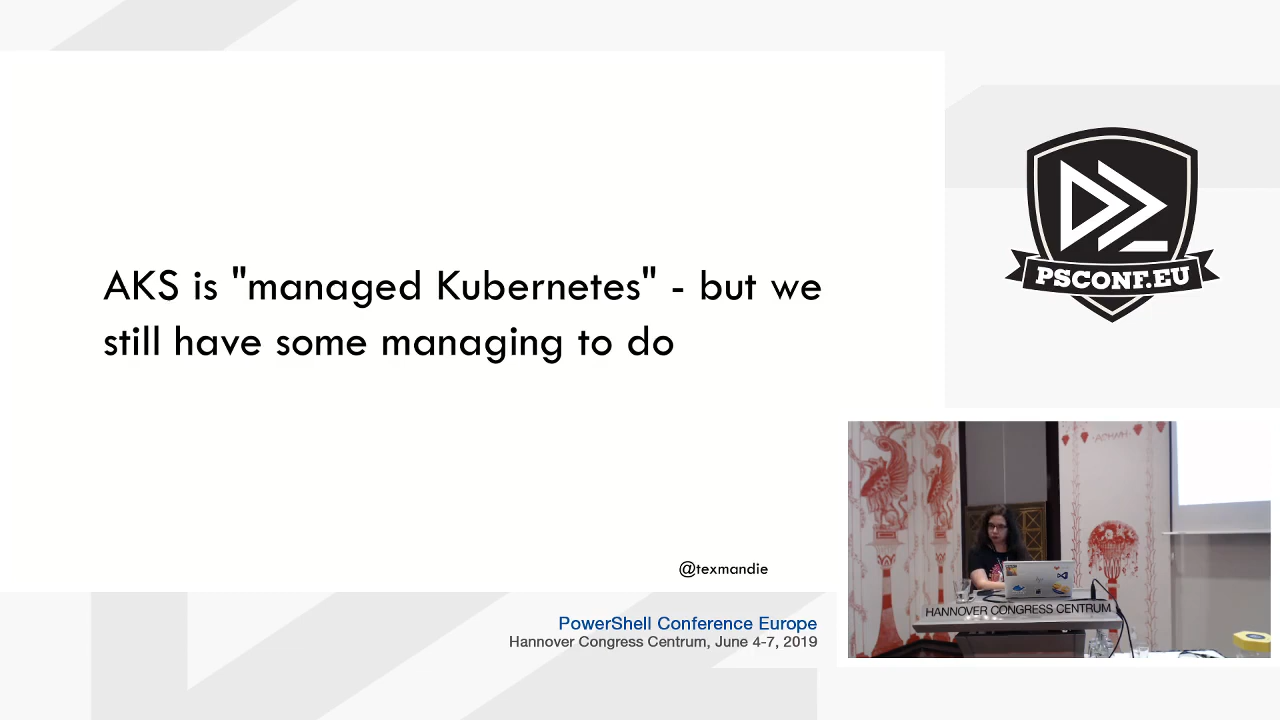 AKS is "managed Kubernetes" - but we
still have some managing to do
@texmandie
PowerShell Conference Europe
Hannover Congress Centrum, June 4-7, 2019
PSCONF.EU
HANNOVER CONGRESS CENTRUM